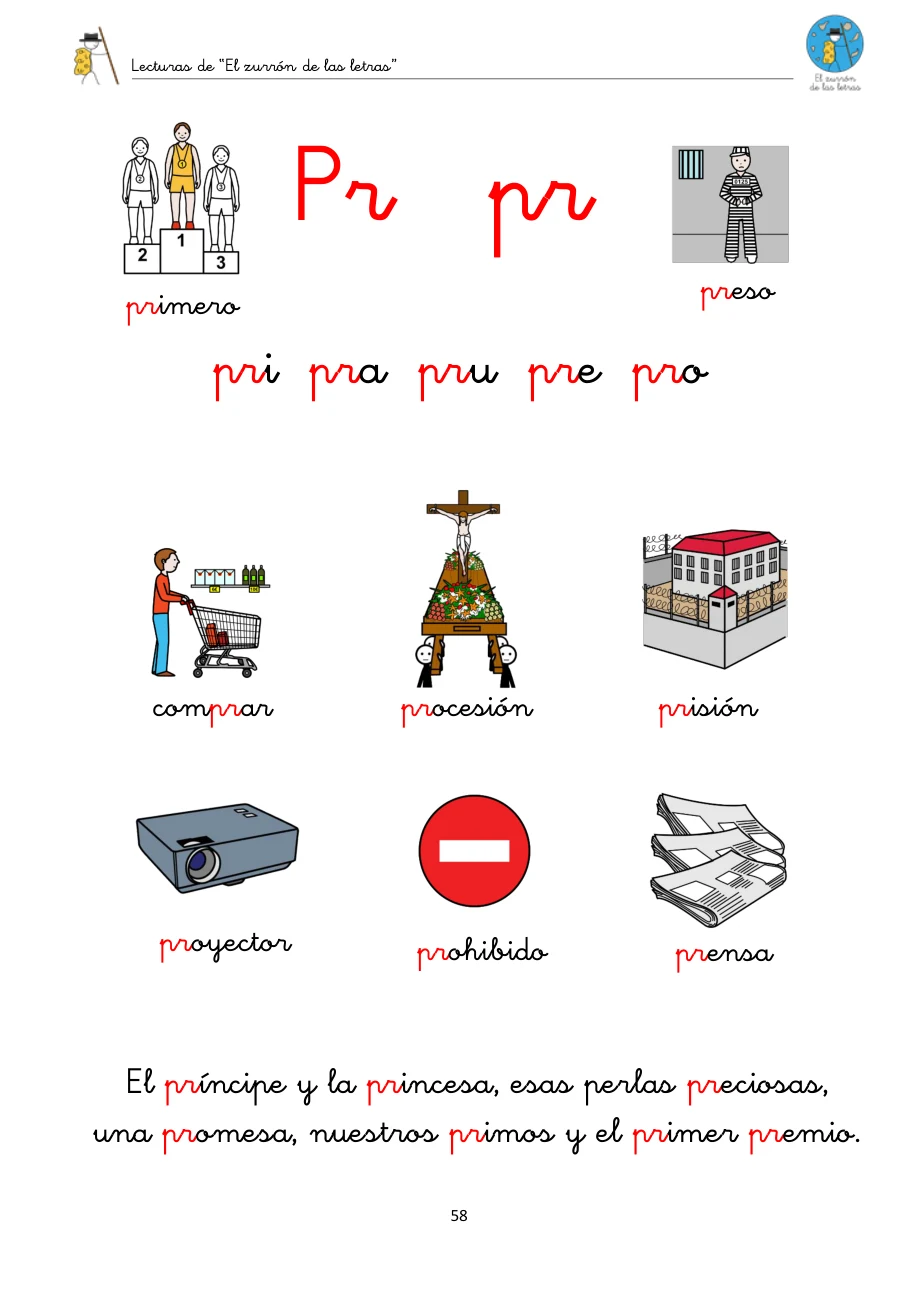 Lecturas de "El zurrón de las letras"
El zurrón
de las letras
Pr pr
2 1 3
primero
preso
pri pra pru pre pro
comprar procesión prisión
proyector prohibido prensa
El príncipe y la princesa, esas perlas preciosas,
una promesa, nuestros primos y el primer premio.
58